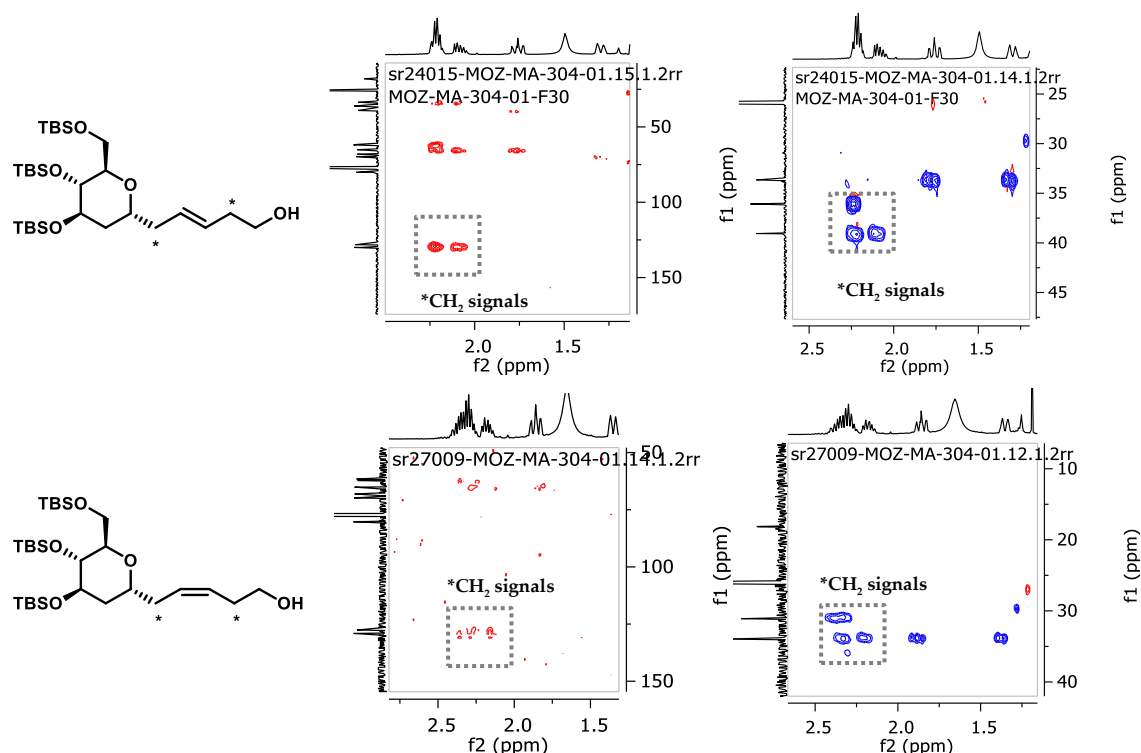 sr24015-MOZ-MA-304-01.15.1.2rr
MOZ-MA-304-01-F30
50
100
150
f1 (ppm)
*CH2 signals
2.0
1.5
f2 (ppm)
sr24015-MOZ-MA-304-01.14.1.2rr
MOZ-MA-304-01-F30
25
30
35
40
45
f1 (ppm)
*CH2 signals
2.5
2.0
1.5
f2 (ppm)
TBSO
TBSO
TBSO
O
OH
*
*
sr27009-MOZ-MA-304-01.14.1.2rr
50
100
150
f1 (ppm)
*CH2 signals
2.5
2.0
1.5
f2 (ppm)
sr27009-MOZ-MA-304-01.12.1.2rr
10
20
30
40
f1 (ppm)
*CH2 signals
2.5
2.0
1.5
f2 (ppm)
TBSO
TBSO
TBSO
O
OH
*
*